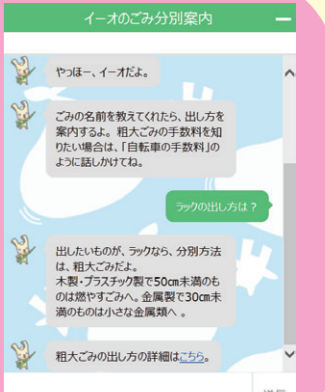 イーオのごみ分別案内
やっほー、イーオだよ。
ごみの名前を教えてくれたら、出し方を
案内するよ。粗大ごみの手数料を知
りたい場合は、「自転車の手数料」の
ように話しかけてね。
ラックの出し方は？
出したいものが、ラックなら、分別方法
は、粗大ごみだよ。
木製・プラスチック製で50cm未満のも
のは燃やすごみへ。金属製で30cm未
満のものは小さな金属類へ 。
粗大ごみの出し方の詳細はこちら。